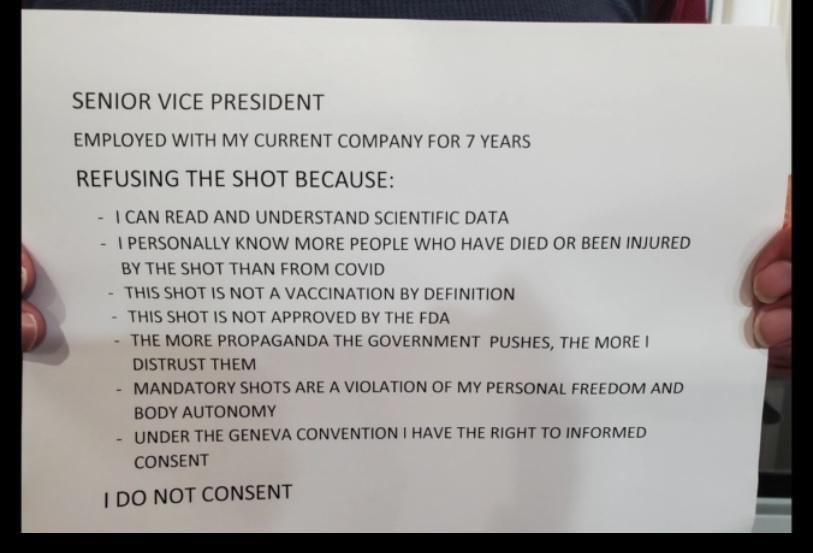 SENIOR VICE PRESIDENT
EMPLOYED WITH MY CURRENT COMPANY FOR 7 YEARS
REFUSING THE SHOT BECAUSE:
- I CAN READ AND UNDERSTAND SCIENTIFIC DATA
- I PERSONALLY KNOW MORE PEOPLE WHO HAVE DIED OR BEEN INJURED
BY THE SHOT THAN FROM COVID
- THIS SHOT IS NOT A VACCINATION BY DEFINITION
- THIS SHOT IS NOT APPROVED BY THE FDA
- THE MORE PROPAGANDA THE GOVERNMENT PUSHES, THE MORE I
DISTRUST THEM
- MANDATORY SHOTS ARE A VIOLATION OF MY PERSONAL FREEDOM AND
BODY AUTONOMY
- UNDER THE GENEVA CONVENTION I HAVE THE RIGHT TO INFORMED
CONSENT
I DO NOT CONSENT